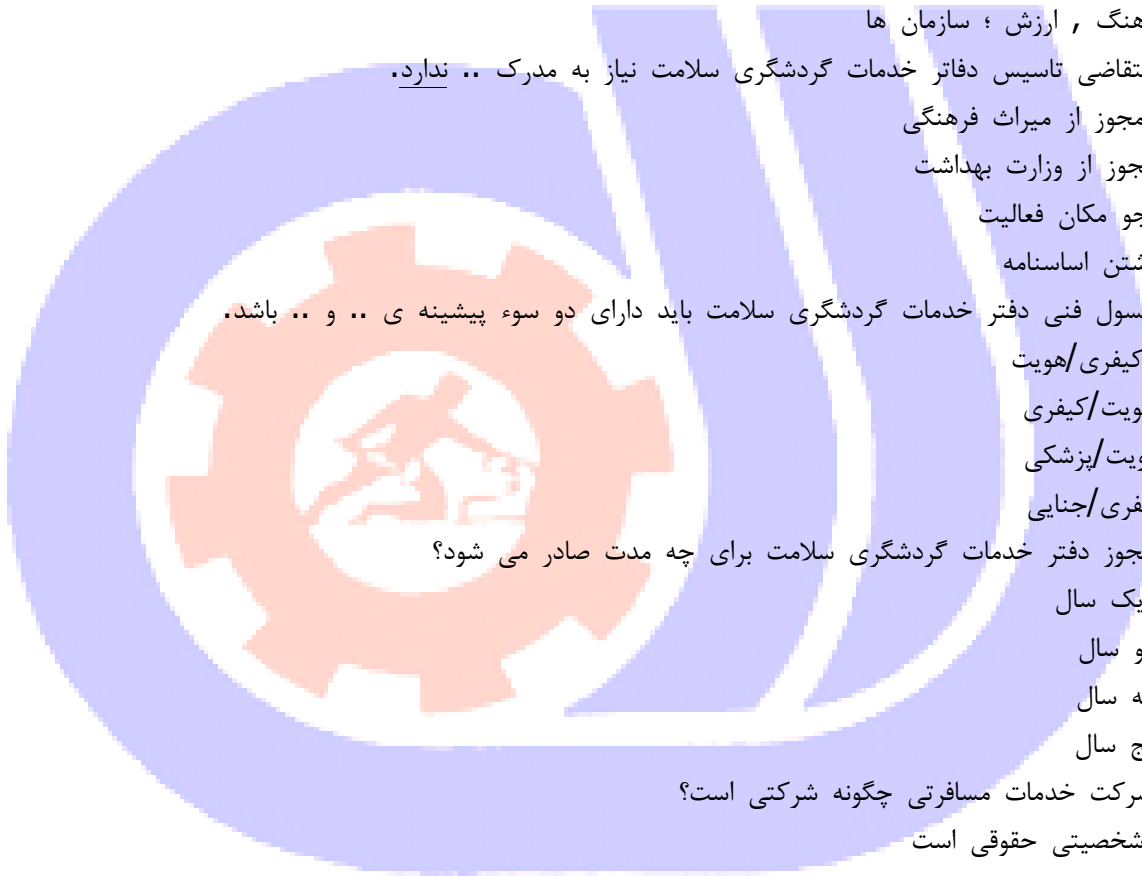 هنگ , ارزش ؛ سازمان ها
تقاضی تاسیس دفاتر خدمات گردشگری سلامت نیاز به مدرک .. ندارد.
مجوز از میراث فرهنگی
جوز از وزارت بهداشت
جو مکان فعالیت
شتن اساسنامه
سول فنی دفتر خدمات گردشگری سلامت باید دارای دو سوء پیشینه ی .. و .. باشد.
کیفری/هویت
ویت/کیفری
ویت/پزشکی
فری/جنایی
جوز دفتر خدمات گردشگری سلامت برای چه مدت صادر می شود؟
یک سال
و سال
ه سال
ج سال
رکت خدمات مسافرتی چگونه شرکتی است؟
شخصیتی حقوقی است